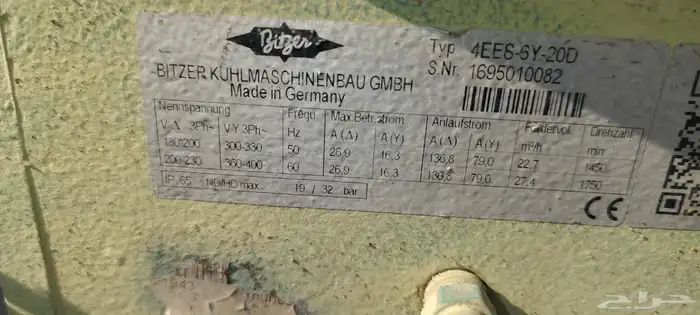 Bitzer
Typ 4EES-6Y-20D
S.Nr. 1695010082
BITZER KÜHLMASCHINENBAU GMBH
Made in Germany
Nennspannung Frequ. Max.Betr.strom Anlaufstrom Fördervol. Drehzahl
V-Δ 3Ph~ V-Y 3Ph~ Hz A (Δ) A (Y) A (Δ) A (Y) m³/h min
180-200 300-330 50 26,9 16,3 136,8 79,0 22,7 1450
200-230 360-400 60 26,9 16,3 136,8 79,0 27,4 1750
IP 65 ND/HD max. 19 / 32 bar
CE
حراج